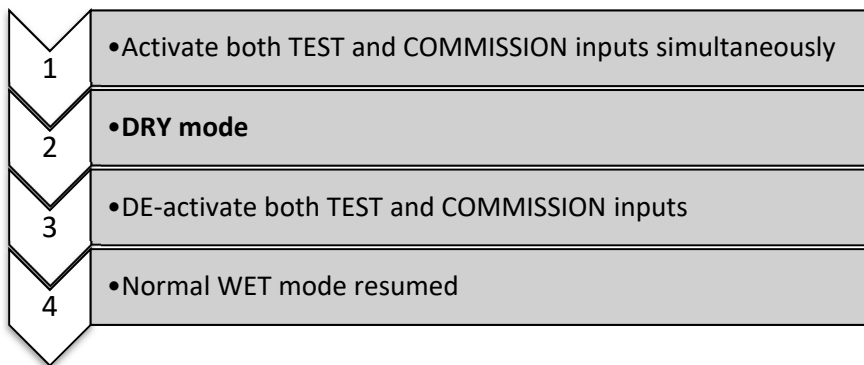 1
•Activate both TEST and COMMISSION inputs simultaneously
2
•DRY mode
3
•DE-activate both TEST and COMMISSION inputs
4
•Normal WET mode resumed